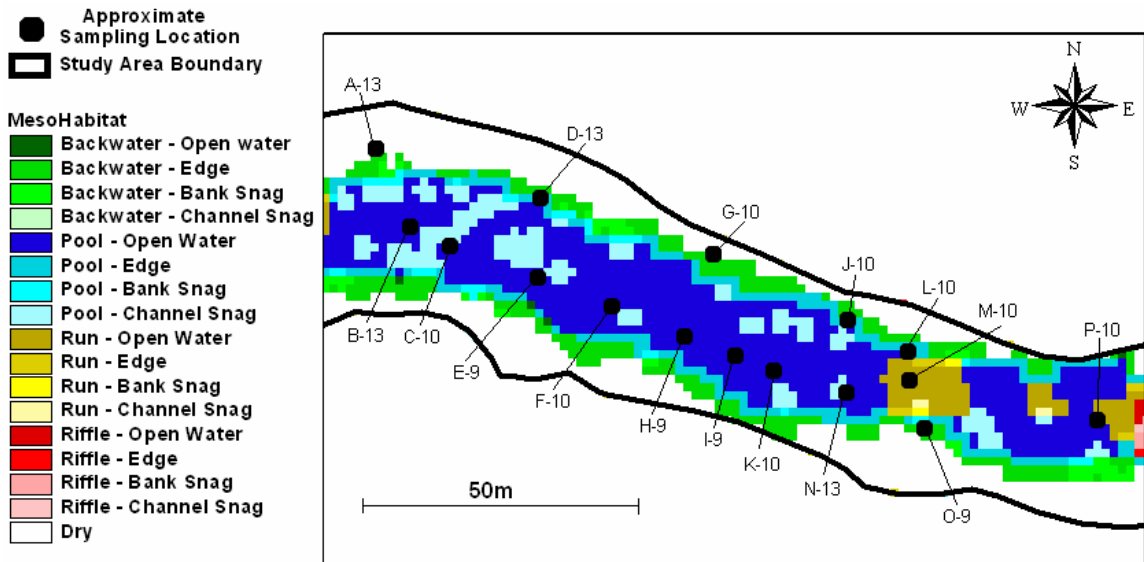 Approximate
Sampling Location
Study Area Boundary
MesoHabitat
Backwater - Open water
Backwater - Edge
Backwater - Bank Snag
Backwater - Channel Snag
Pool - Open Water
Pool - Edge
Pool - Bank Snag
Pool - Channel Snag
Run - Open Water
Run - Edge
Run - Bank Snag
Run - Channel Snag
Riffle - Open Water
Riffle - Edge
Riffle - Bank Snag
Riffle - Channel Snag
Dry
N
W E
S
A-13
D-13
G-10
J-10
L-10
M-10
P-10
B-13
C-10
E-9
F-10
H-9
I-9
K-10
N-13
O-9
50m